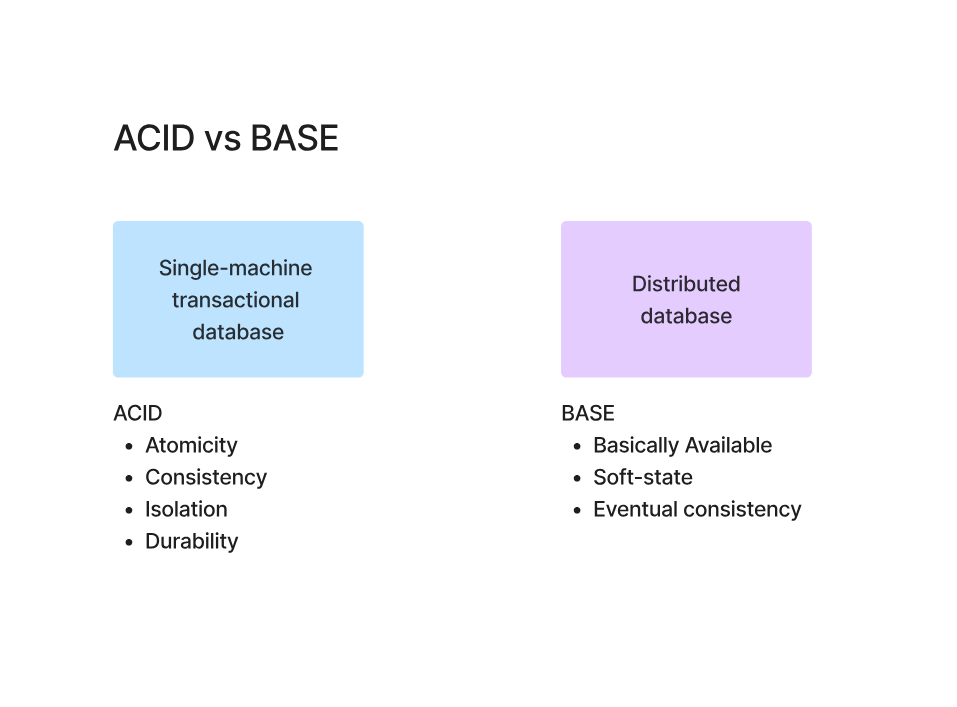 ACID vs BASE
Single-machine
transactional
database
ACID
• Atomicity
• Consistency
• Isolation
• Durability
Distributed
database
BASE
• Basically Available
• Soft-state
• Eventual consistency